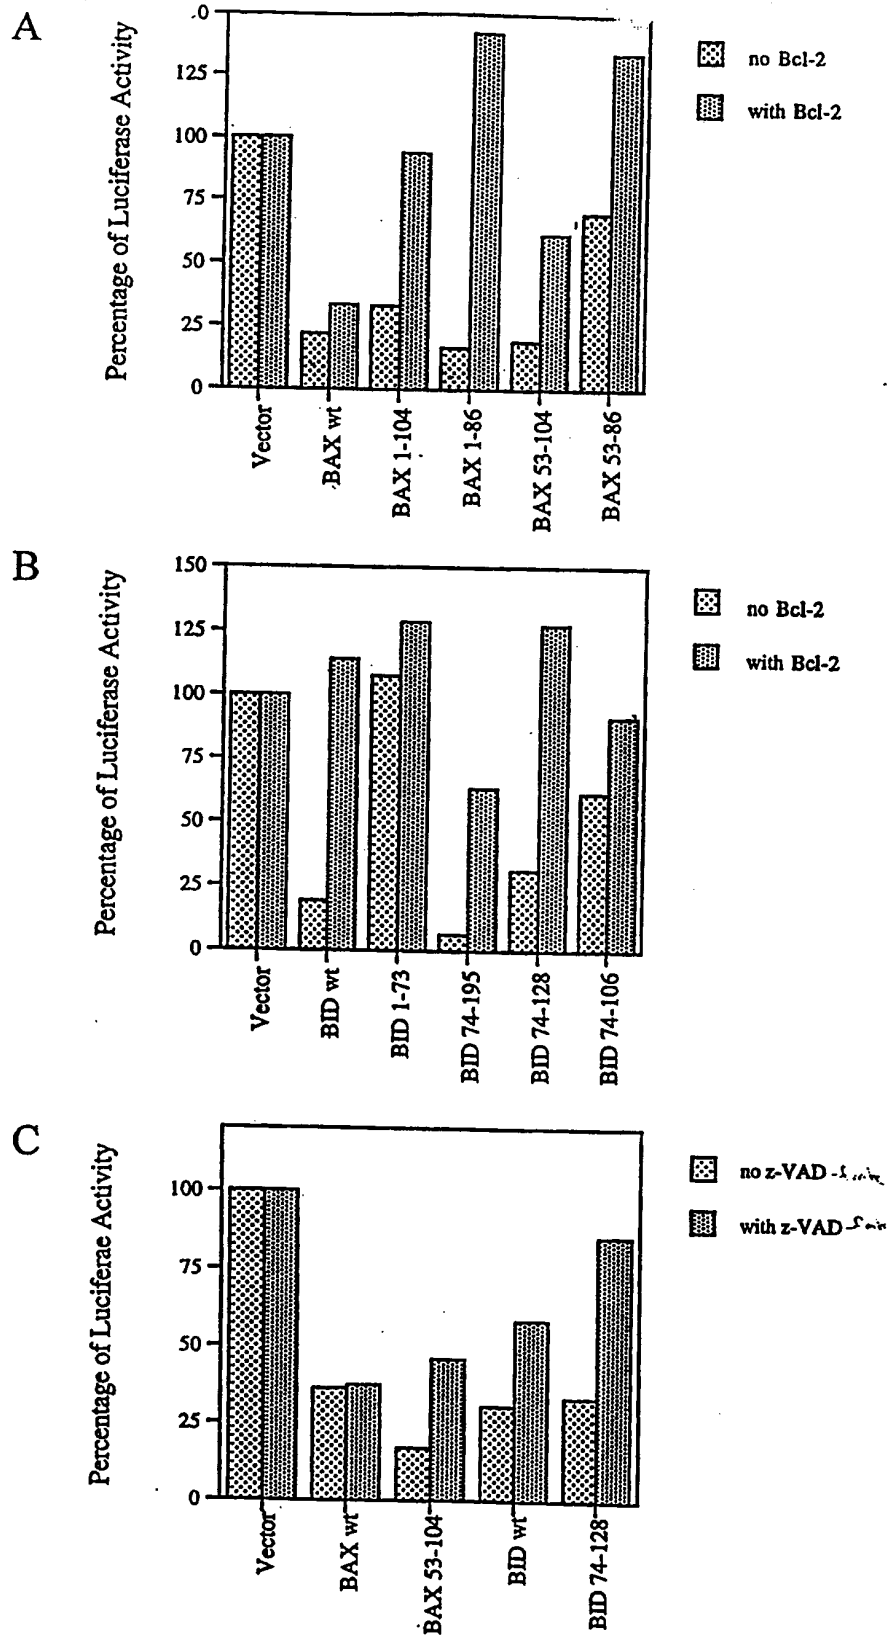 A
.0
125
100
75
50
25
0
Percentage of Luciferase Activity
Vector
BAX wt
BAX 1-104
BAX 1-86
BAX 53-104
BAX 53-86
no Bcl-2
with Bcl-2
B
150
125
100
75
50
25
0
Percentage of Luciferase Activity
Vector
BID wt
BID 1-73
BID 74-195
BID 74-128
BID 74-106
no Bcl-2
with Bcl-2
C
100
75
50
25
0
Percentage of Luciferae Activity
Vector
BAX wt
BAX 53-104
BID wt
BID 74-128
no z-VAD
with z-VAD